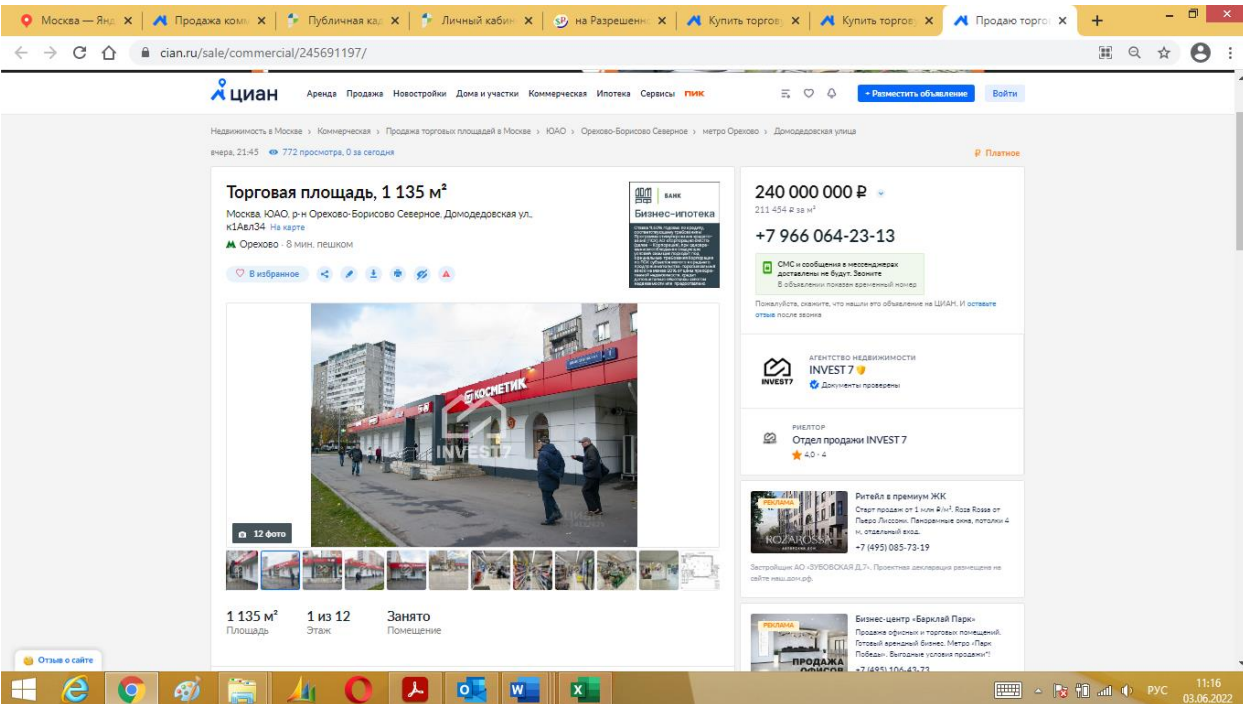 Москва — Янд
Продажа комм
Публичная кад
Личный кабин
на Разрешенн
Купить торгов
Купить торгов
Продаю торго
cian.ru/sale/commercial/245691197/
циан
Аренда Продажа Новостройки Дома и участки Коммерческая Ипотека Сервисы ПИК
+ Разместить объявление
Войти
Недвижимость в Москве > Коммерческая > Продажа торговых площадей в Москве > ЮАО > Орехово-Борисово Северное > метро Орехово > Домодедовская улица
вчера, 21:45 772 просмотра, 0 за сегодня
₽ Платное
Торговая площадь, 1 135 м²
Москва, ЮАО, р-н Орехово-Борисово Северное, Домодедовская ул.,
к1Авл34 На карте
Орехово · 8 мин. пешком
В избранное
БАНК
Бизнес-ипотека
КОСМЕТИК
INVEST7
12 фото
1 135 м² 1 из 12 Занято
Площадь Этаж Помещение
240 000 000 ₽
211 454 ₽ за м²
+7 966 064-23-13
СМС и сообщения в мессенджерах
доставлены не будут. Звоните
В объявлении показан временный номер
Пожалуйста, скажите, что нашли это объявление на ЦИАН. И оставьте
отзыв после звонка
INVEST7
АГЕНТСТВО НЕДВИЖИМОСТИ
INVEST 7
Документы проверены
РИЕЛТОР
Отдел продажи INVEST 7
4,0 · 4
РЕКЛАМА
ROZAROSSA
Ритейл в премиум ЖК
Старт продаж от 1 млн ₽/м². Roza Rossa от
Пьеро Лиссони. Панорамные окна, потолки 4
м, отдельный вход.
+7 (495) 085-73-19
Застройщик АО «ЗУБОВСКАЯ Д.7». Проектная декларация размещена на
сайте наш.дом.рф.
РЕКЛАМА
ПРОДАЖА
ОФИСОВ
Бизнес-центр «Барклай Парк»
Продажа офисных и торговых помещений.
Готовый арендный бизнес. Метро «Парк
Победы». Выгодные условия продажи*!
+7 (495) 106-43-73
Отзыв о сайте
РУС
11:16
03.06.2022